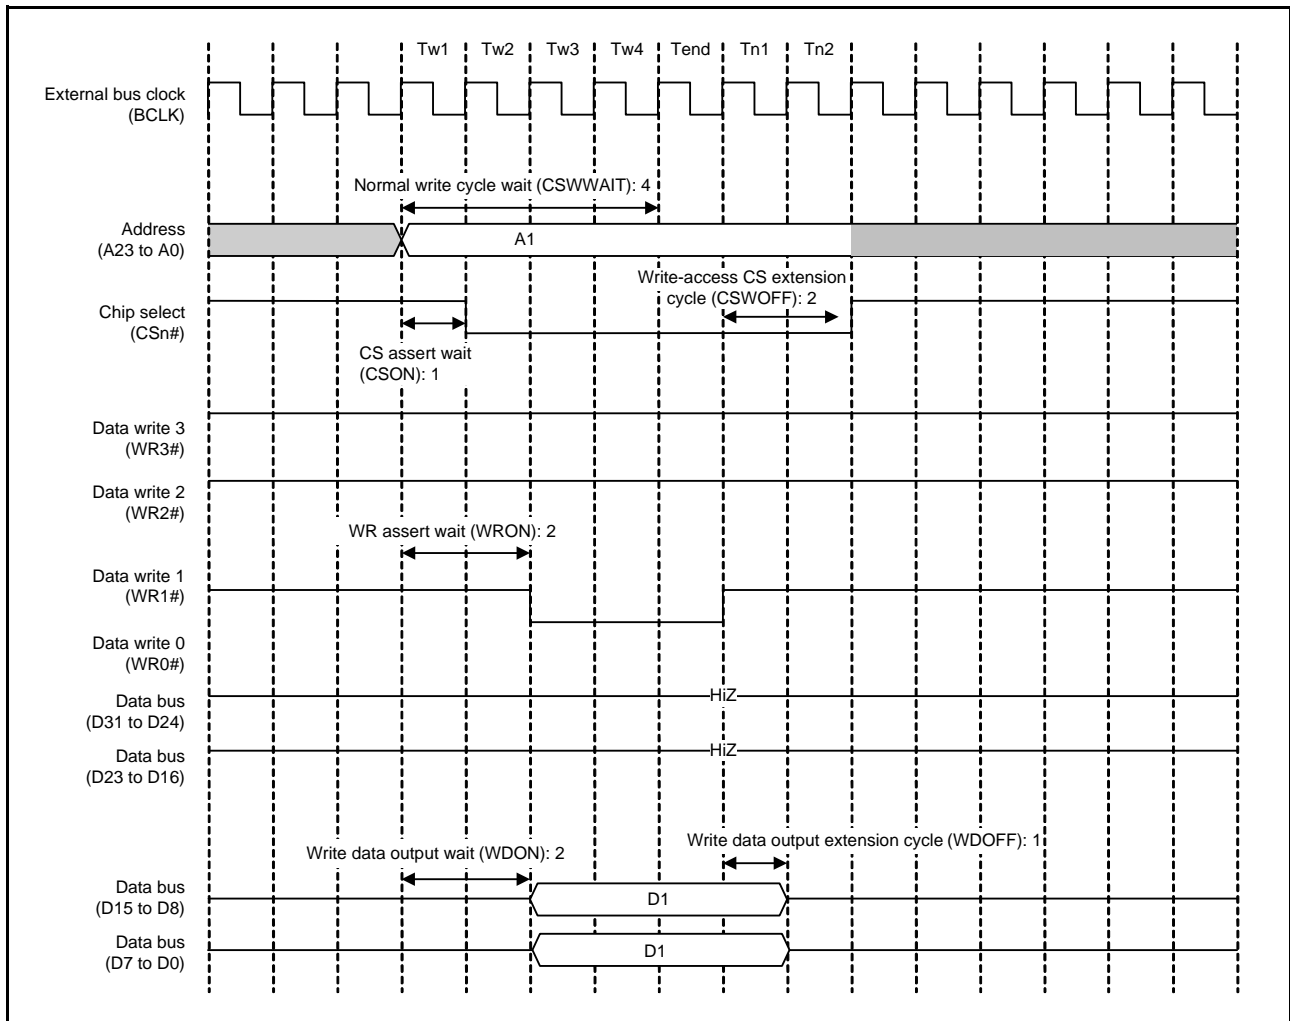 Tw1 Tw2 Tw3 Tw4 Tend Tn1 Tn2
External bus clock
(BCLK)
Normal write cycle wait (CSWWAIT): 4
Address
(A23 to A0)
A1
Write-access CS extension
cycle (CSWOFF): 2
Chip select
(CSn#)
CS assert wait
(CSON): 1
Data write 3
(WR3#)
Data write 2
(WR2#)
WR assert wait (WRON): 2
Data write 1
(WR1#)
Data write 0
(WR0#)
Data bus
(D31 to D24)
HiZ
Data bus
(D23 to D16)
HiZ
Write data output extension cycle (WDOFF): 1
Write data output wait (WDON): 2
Data bus
(D15 to D8)
D1
Data bus
(D7 to D0)
D1